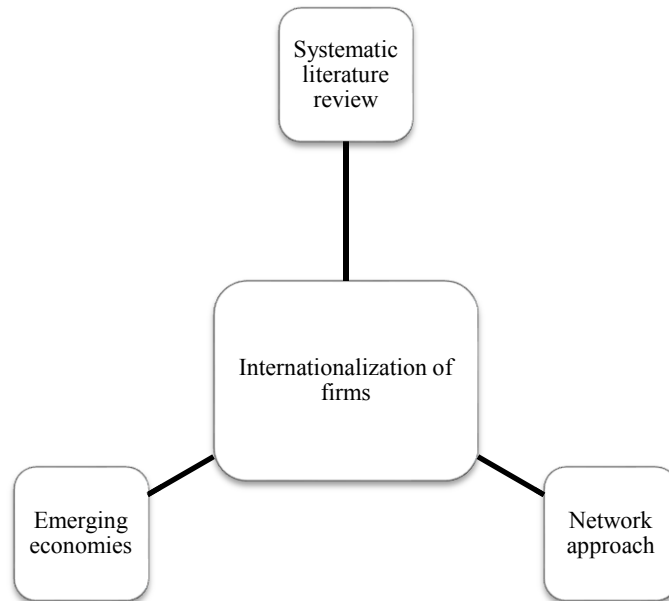 Systematic
literature
review
Internationalization of
firms
Emerging
economies
Network
approach